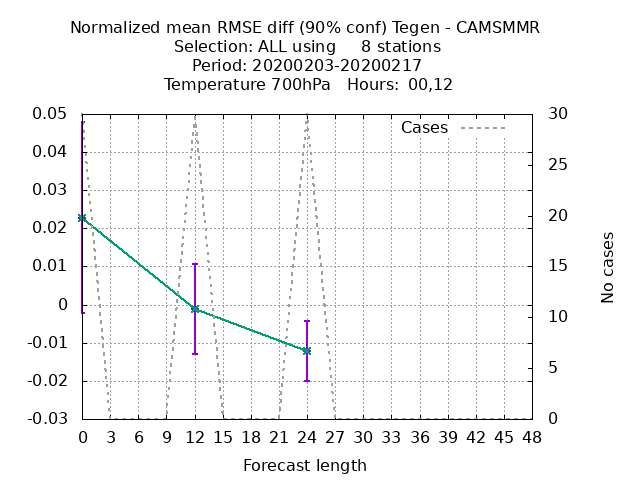 Normalized mean RMSE diff (90% conf) Tegen - CAMSMMR
Selection: ALL using 8 stations
Period: 20200203-20200217
Temperature 700hPa Hours: 00,12
Cases
0.05
0.04
0.03
0.02
0.01
0
-0.01
-0.02
-0.03
30
25
20
15
10
5
0
No cases
0 3 6 9 12 15 18 21 24 27 30 33 36 39 42 45 48
Forecast length